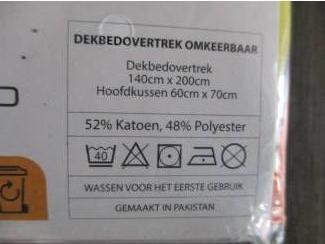 DEKBEDOVERTREK OMKEERBAAR
Dekbedovertrek
140cm x 200cm
Hoofdkussen 60cm x 70cm
52% Katoen, 48% Polyester
40
WASSEN VOOR HET EERSTE GEBRUIK
GEMAAKT IN PAKISTAN